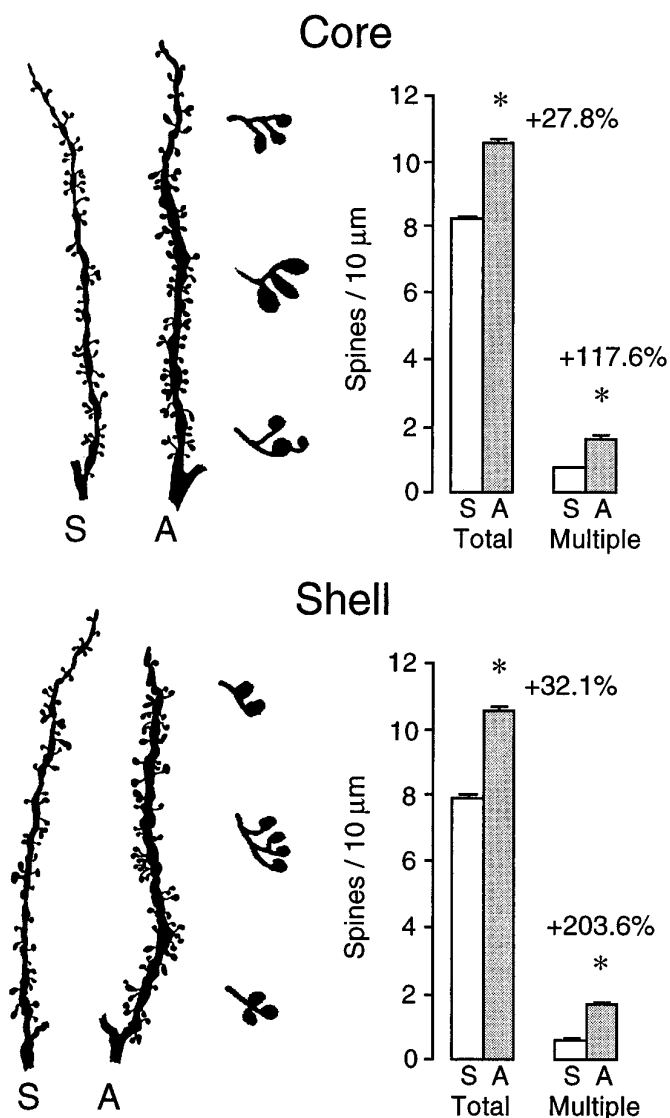 Core
12
10
8
6
4
2
0
Spines / 10 μm
*
+27.8%
+117.6%
*
S A S A
Total Multiple
S A
Shell
12
10
8
6
4
2
0
Spines / 10 μm
*
+32.1%
+203.6%
*
S A S A
Total Multiple
S A